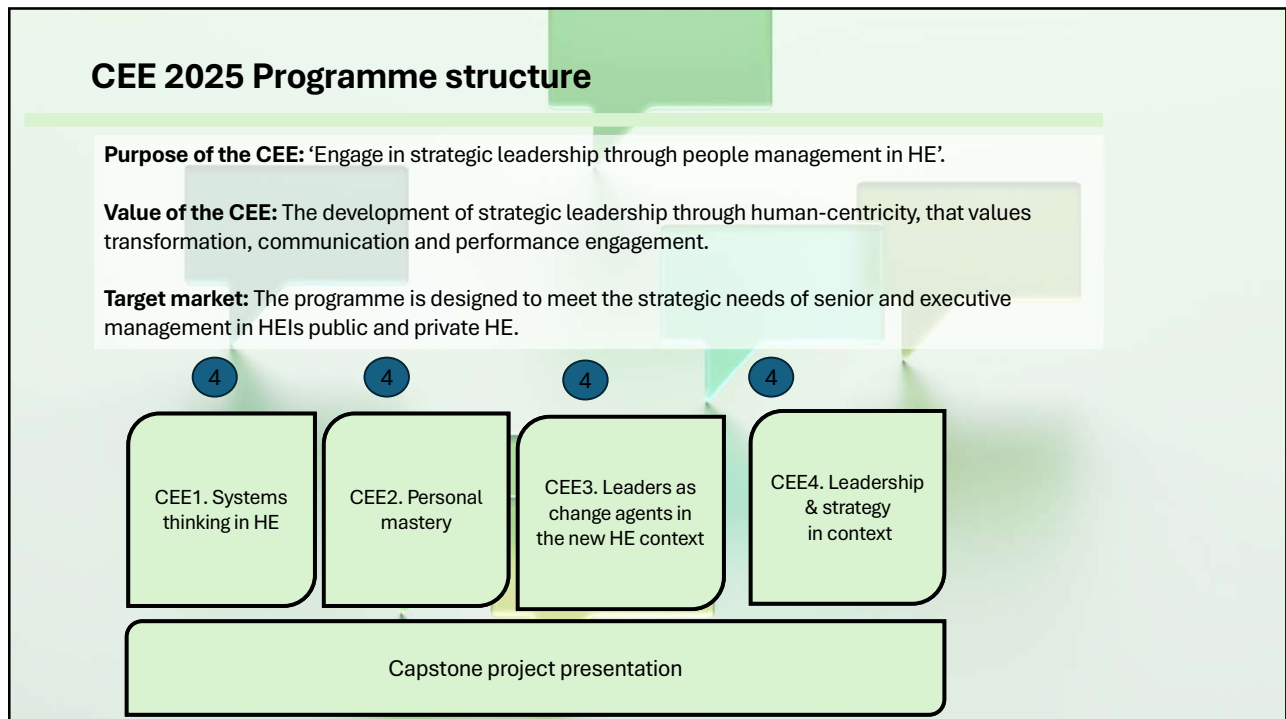 CEE 2025 Programme structure
Purpose of the CEE: ‘Engage in strategic leadership through people management in HE’.
Value of the CEE: The development of strategic leadership through human-centricity, that values
transformation, communication and performance engagement.
Target market: The programme is designed to meet the strategic needs of senior and executive
management in HEIs public and private HE.
4
4
4
4
CEE1. Systems
thinking in HE
CEE2. Personal
mastery
CEE3. Leaders as
change agents in
the new HE context
CEE4. Leadership
& strategy
in context
Capstone project presentation